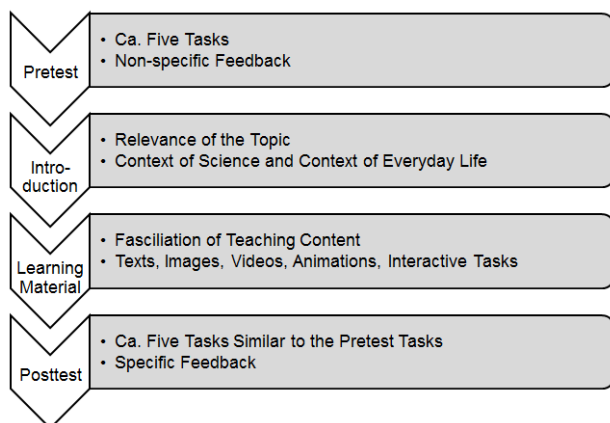 Pretest
• Ca. Five Tasks
• Non-specific Feedback
Intro-
duction
• Relevance of the Topic
• Context of Science and Context of Everyday Life
Learning
Material
• Fasciliation of Teaching Content
• Texts, Images, Videos, Animations, Interactive Tasks
Posttest
• Ca. Five Tasks Similar to the Pretest Tasks
• Specific Feedback